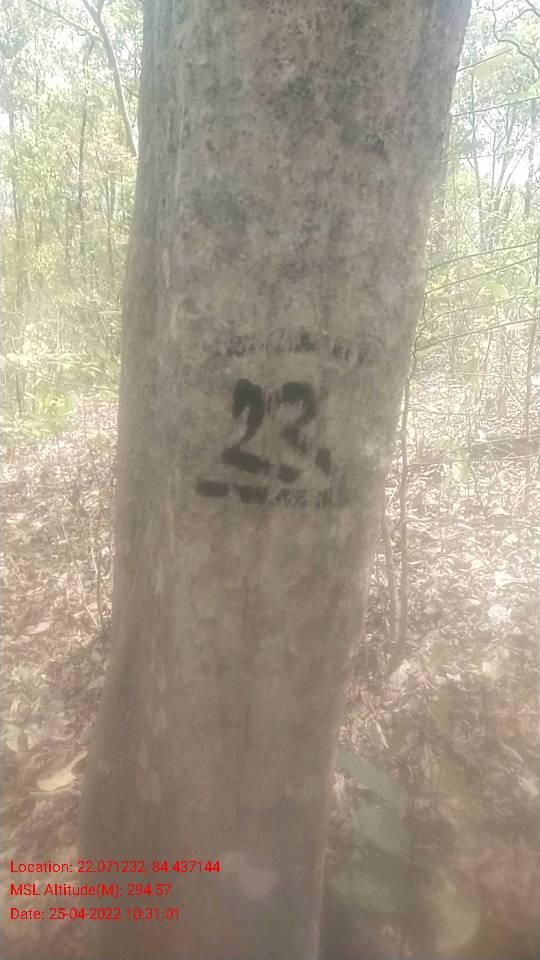 23
Location: 22.071232, 84.437144
MSL Altitude(M): 294.57
Date: 25-04-2022 10:31:01